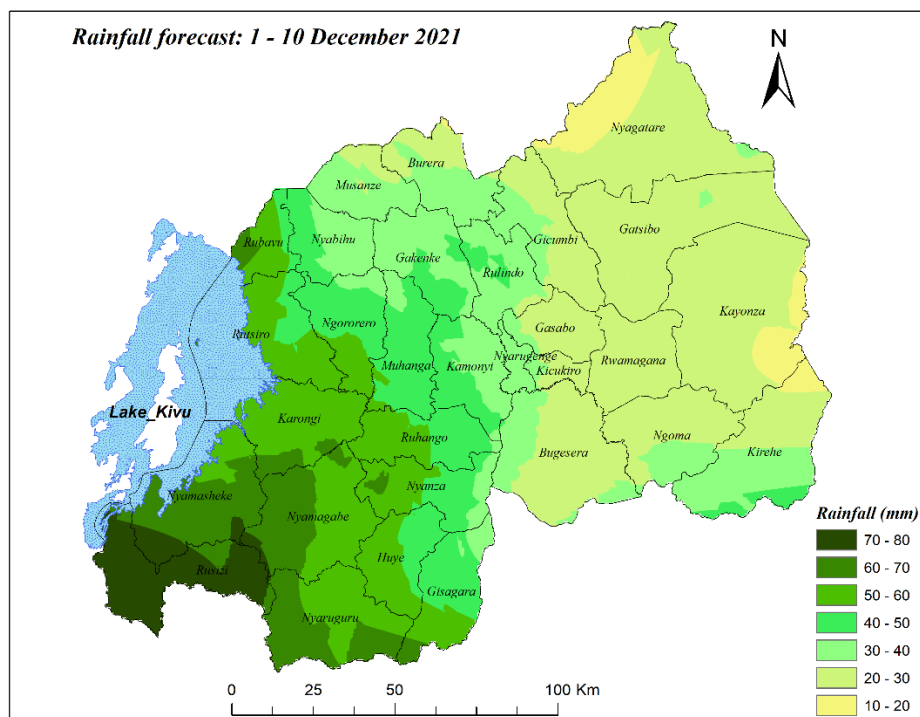 Rainfall forecast: 1 - 10 December 2021
N
Nyagatare
Burera
Musanze
Gatsibo
Rubavu
Nyabihu
Gicumbi
Gakenke
Rulindo
Kayonza
Rutsiro
Ngororero
Gasabo
Muhanga
Kamonyi
Nyarugenge
Kicukiro
Rwamagana
Lake_Kivu
Karongi
Ruhango
Ngoma
Bugesera
Kirehe
Nyamasheke
Nyanza
Nyamagabe
Huye
Rusizi
Gisagara
Nyaruguru
Rainfall (mm)
70 - 80
60 - 70
50 - 60
40 - 50
30 - 40
20 - 30
10 - 20
0 25 50 100 Km